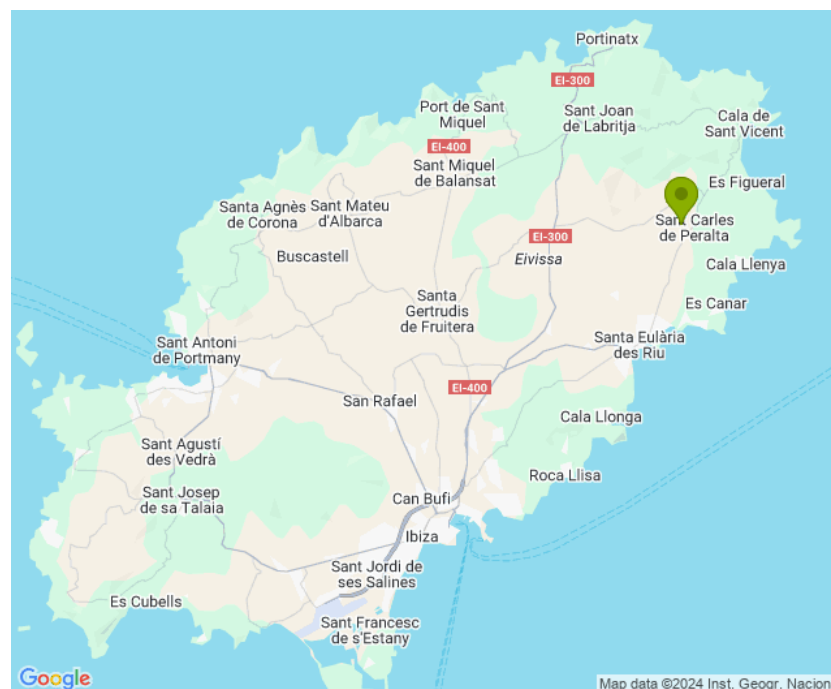 Portinatx
EI-300
Port de Sant
Miquel
Sant Joan
de Labritja
Cala de
Sant Vicent
EI-400
Sant Miquel
de Balansat
Es Figueral
Santa Agnès
de Corona
Sant Mateu
d'Albarca
Sant Carles
de Peralta
EI-300
Buscastell
Eivissa
Cala Llenya
Santa
Gertrudis
de Fruitera
Es Canar
Sant Antoni
de Portmany
Santa Eulària
des Riu
EI-400
San Rafael
Cala Llonga
Sant Agustí
des Vedrà
Roca Llisa
Sant Josep
de sa Talaia
Can Bufi
Ibiza
Sant Jordi de
ses Salines
Es Cubells
Sant Francesc
de s'Estany
Google
Map data ©2024 Inst. Geogr. Nacion